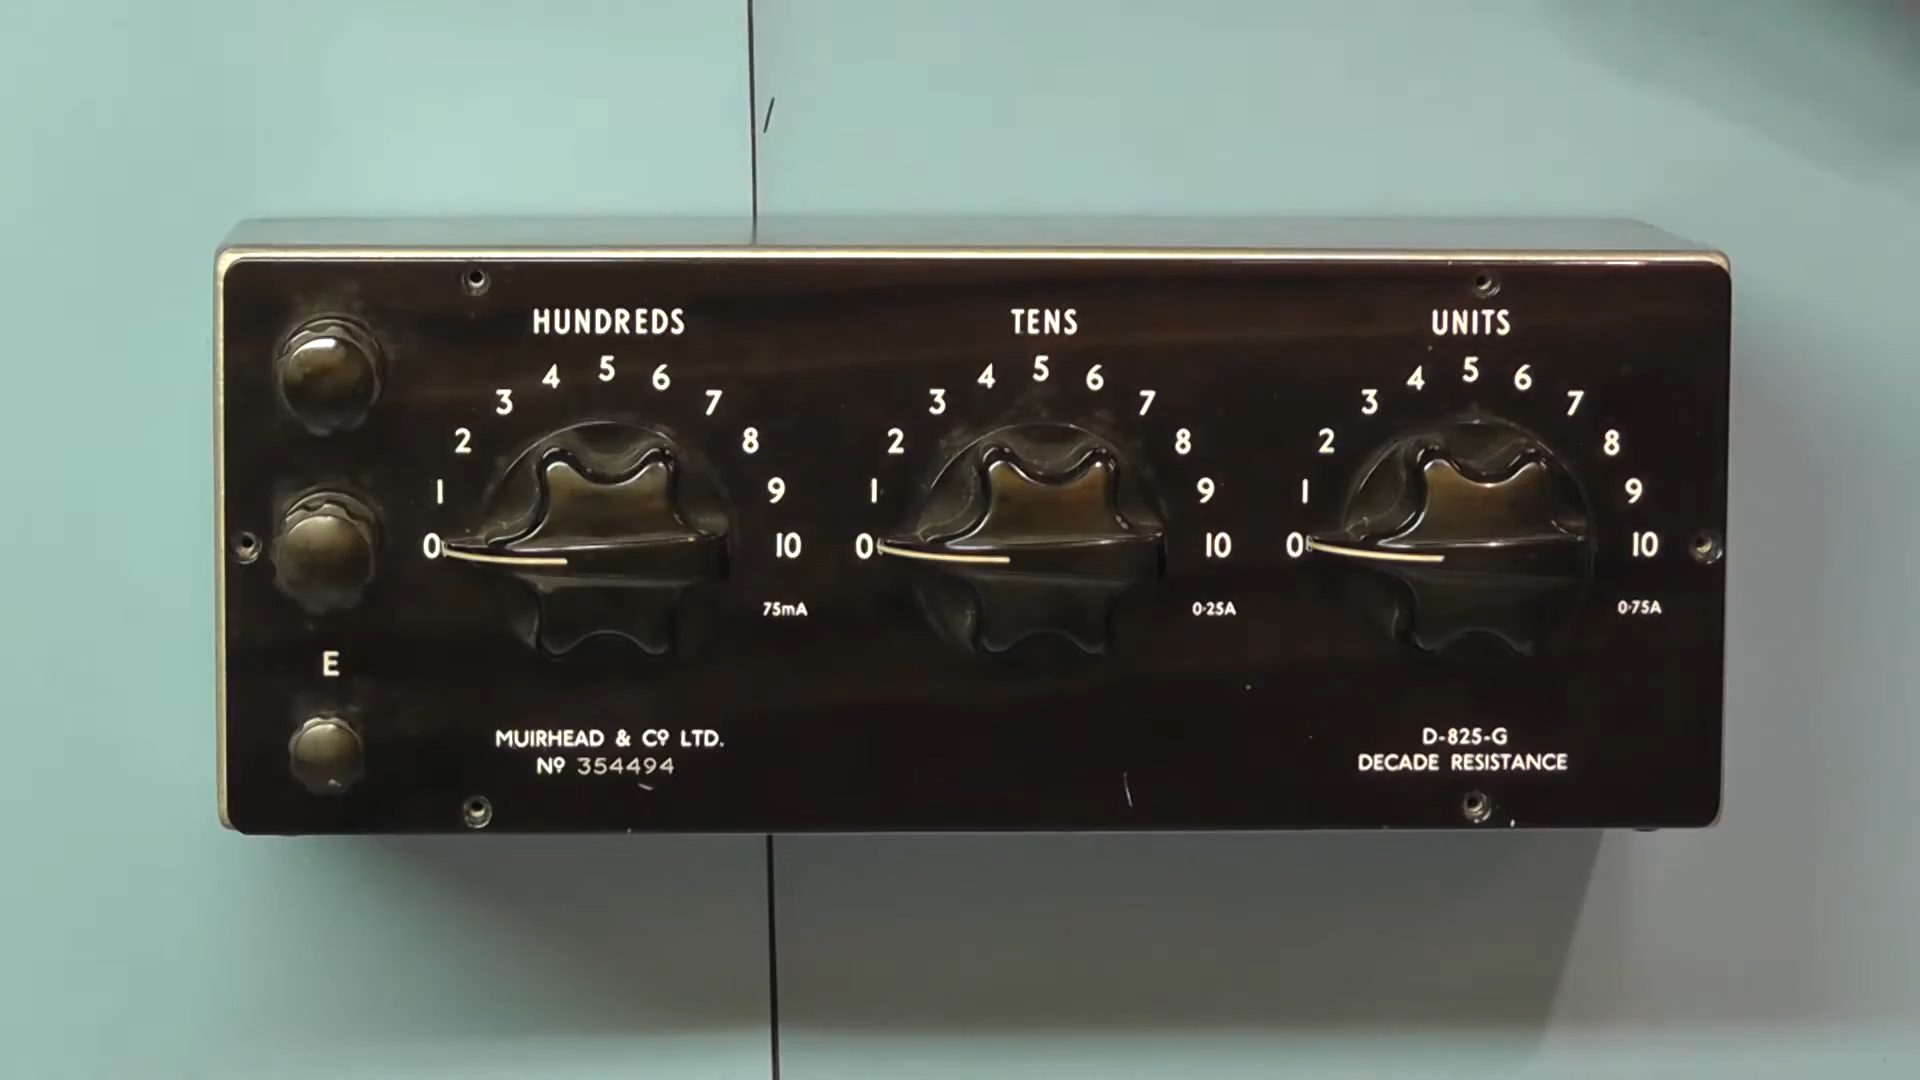 HUNDREDS
0 1 2 3 4 5 6 7 8 9 10
75mA
TENS
0 1 2 3 4 5 6 7 8 9 10
0·25A
UNITS
0 1 2 3 4 5 6 7 8 9 10
0·75A
E
MUIRHEAD & Cº LTD.
Nº 354494
D-825-G
DECADE RESISTANCE